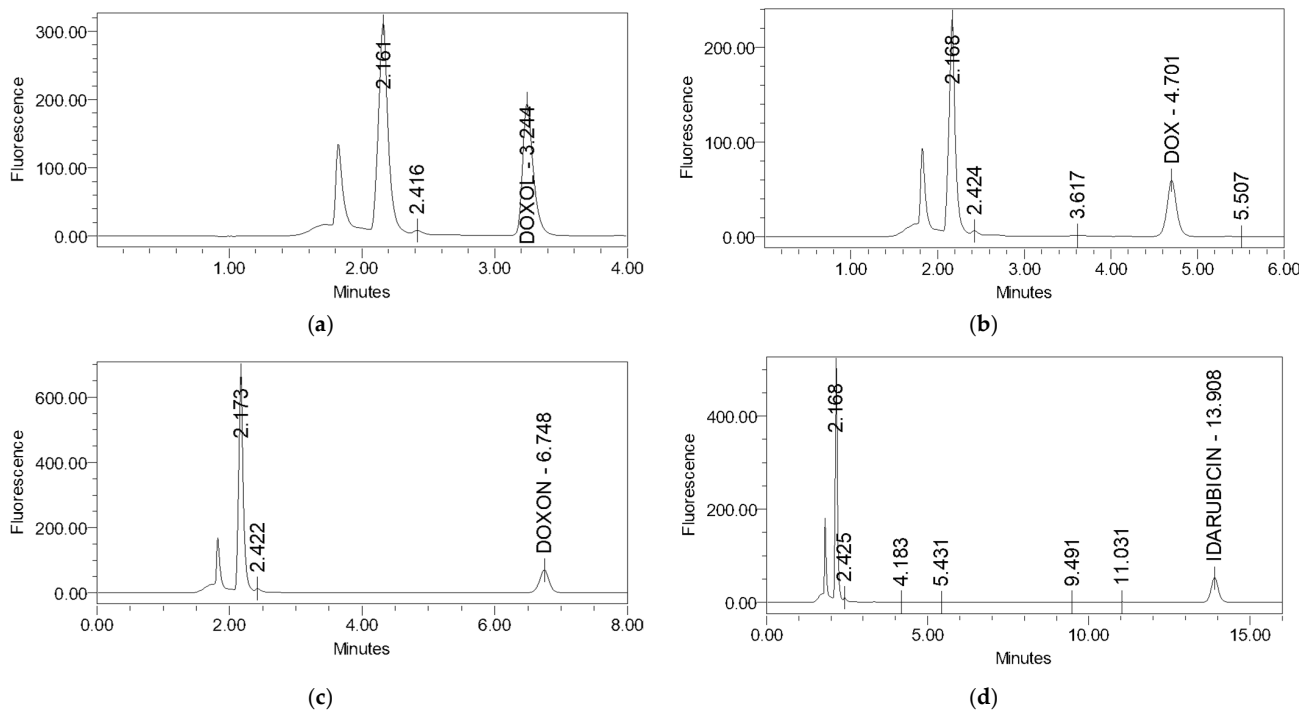 Fluorescence
300.00
200.00
100.00
0.00
2.161
2.416
DOXOL - 3.244
1.00
2.00
3.00
4.00
Minutes
(a)
Fluorescence
200.00
100.00
0.00
2.168
2.424
3.617
DOX - 4.701
5.507
1.00
2.00
3.00
4.00
5.00
6.00
Minutes
(b)
Fluorescence
600.00
400.00
200.00
0.00
2.173
2.422
DOXON - 6.748
0.00
2.00
4.00
6.00
8.00
Minutes
(c)
Fluorescence
400.00
200.00
0.00
2.168
2.425
4.183
5.431
9.491
11.031
IDARUBICIN - 13.908
0.00
5.00
10.00
15.00
Minutes
(d)